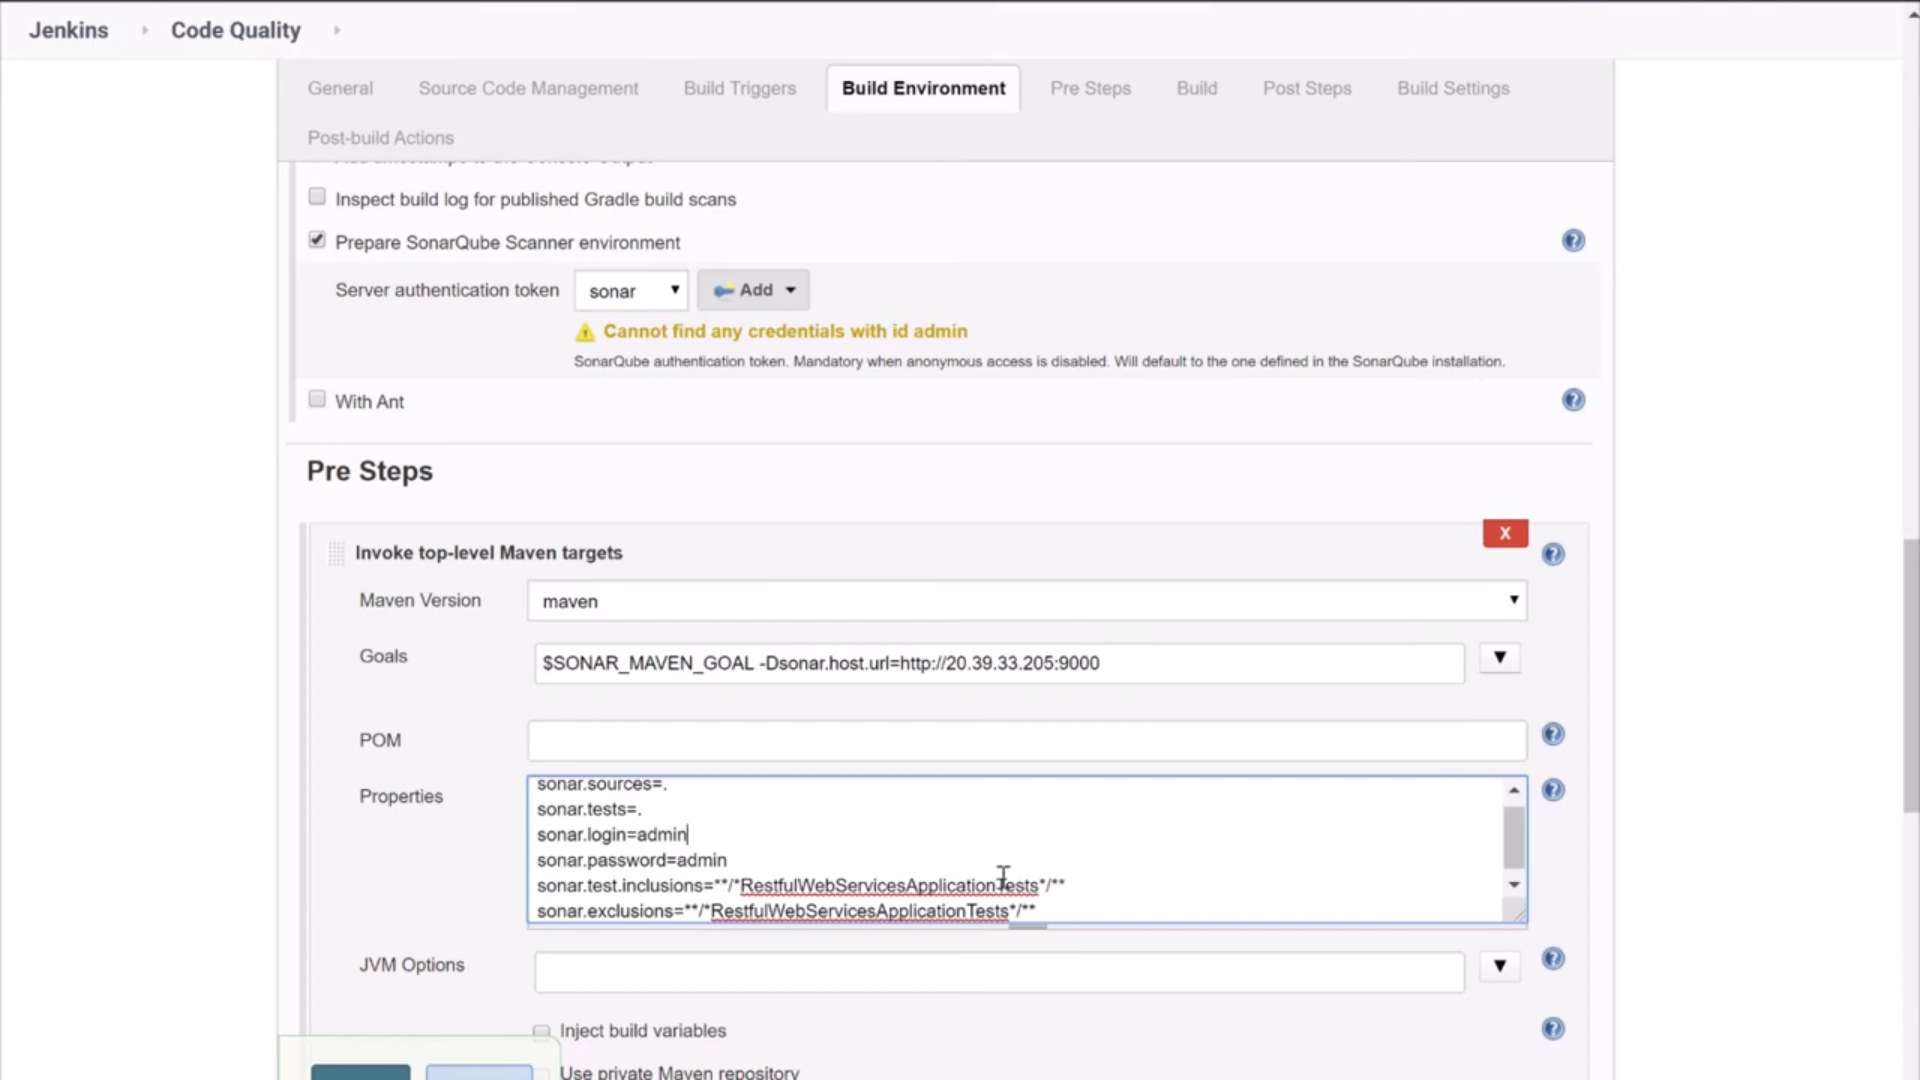 Jenkins
Code Quality
General
Source Code Management
Build Triggers
Build Environment
Pre Steps
Build
Post Steps
Build Settings
Post-build Actions
Inspect build log for published Gradle build scans
Prepare SonarQube Scanner environment
Server authentication token
sonar
Add
Cannot find any credentials with id admin
SonarQube authentication token. Mandatory when anonymous access is disabled. Will default to the one defined in the SonarQube installation.
With Ant
Pre Steps
X
Invoke top-level Maven targets
Maven Version
maven
Goals
$SONAR_MAVEN_GOAL -Dsonar.host.url=http://20.39.33.205:9000
POM
Properties
sonar.sources=.
sonar.tests=.
sonar.login=admin
sonar.password=admin
sonar.test.inclusions=**/*RestfulWebServicesApplicationTests*/**
sonar.exclusions=**/*RestfulWebServicesApplicationTests*/**
JVM Options
Inject build variables
Use private Maven repository